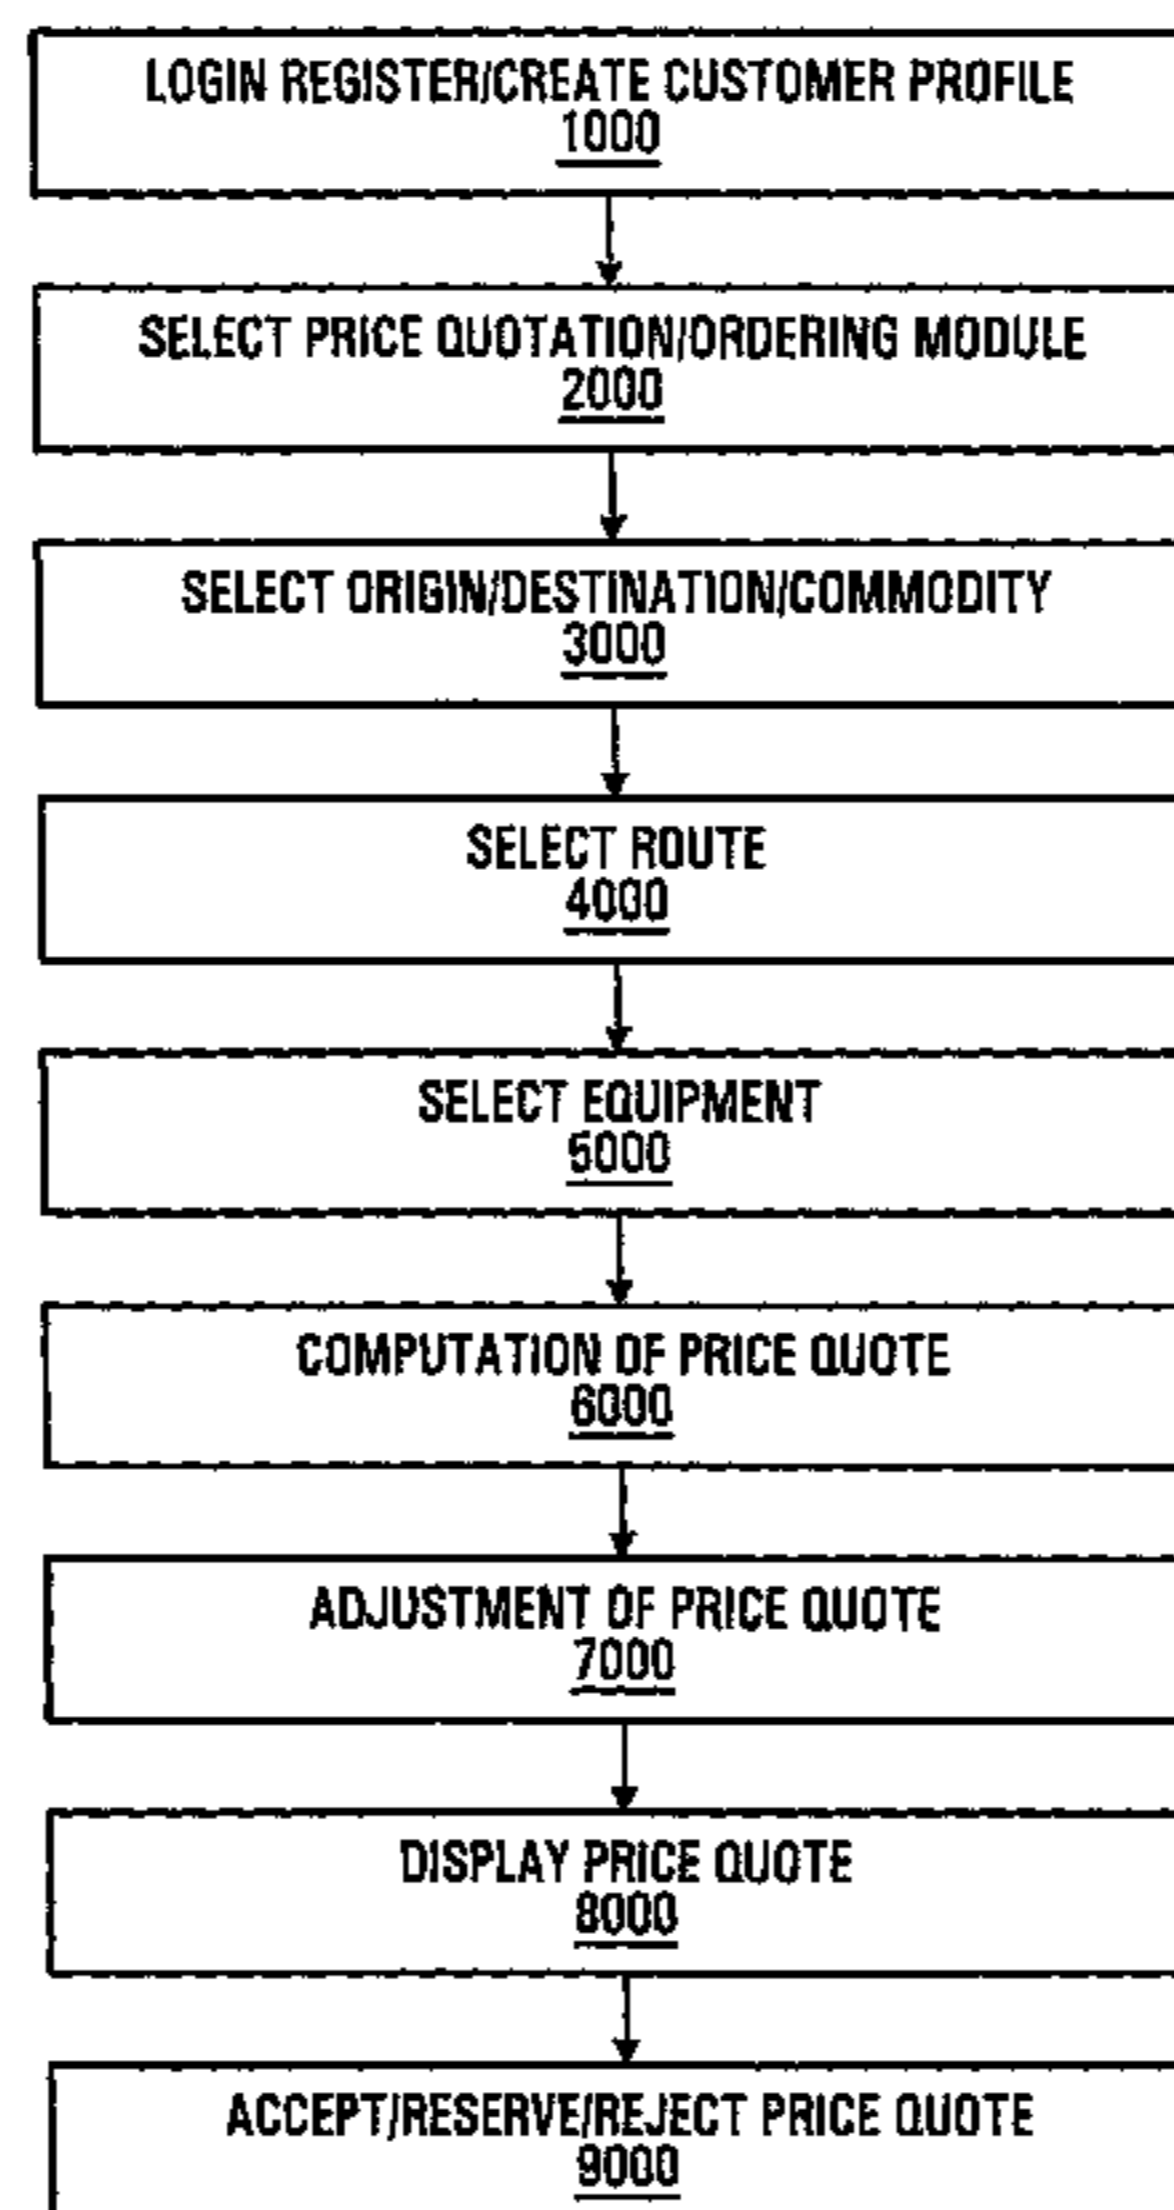 LOGIN REGISTER/CREATE CUSTOMER PROFILE
1000
SELECT PRICE QUOTATION/ORDERING MODULE
2000
SELECT ORIGIN/DESTINATION/COMMODITY
3000
SELECT ROUTE
4000
SELECT EQUIPMENT
5000
COMPUTATION OF PRICE QUOTE
6000
ADJUSTMENT OF PRICE QUOTE
7000
DISPLAY PRICE QUOTE
8000
ACCEPT/RESERVE/REJECT PRICE QUOTE
9000